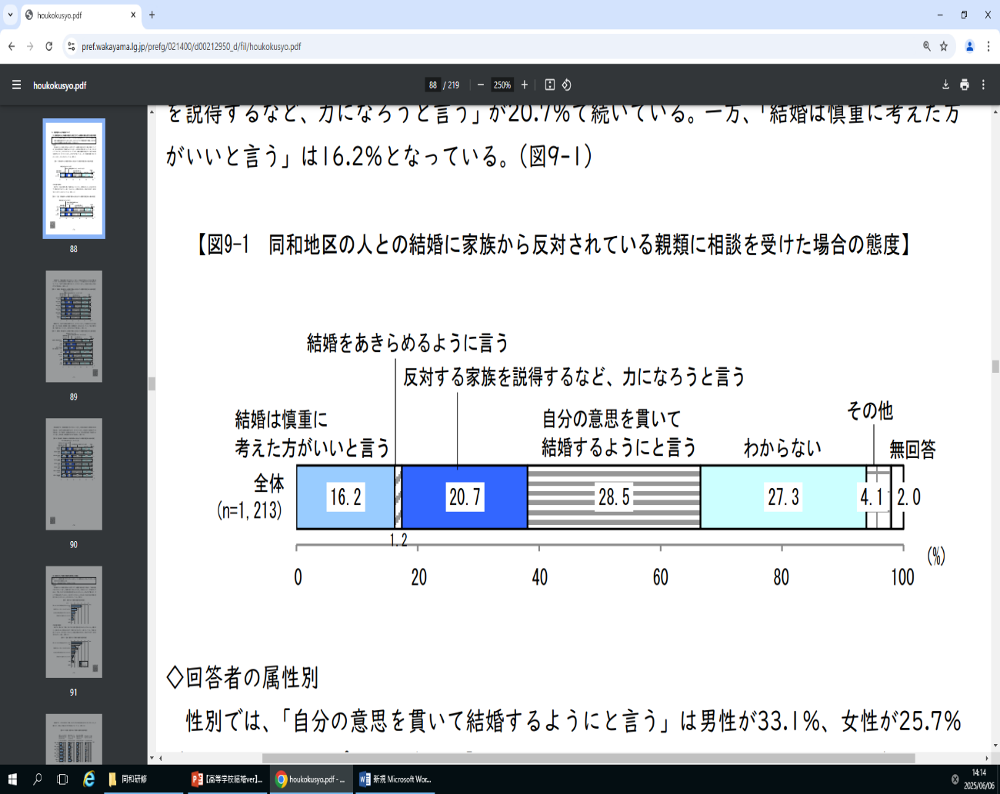 houkokusyo.pdf
pref.wakayama.lg.jp/prefg/021400/d00212950_d/fil/houkokusyo.pdf
houkokusyo.pdf
88 / 219
250%
88
89
90
91
を説得するなど、力になろうと言う」が20.7%で続いている。一方、「結婚は慎重に考えた方
がいいと言う」は16.2%となっている。（図9-1）
【図9-1　同和地区の人との結婚に家族から反対されている親類に相談を受けた場合の態度】
結婚をあきらめるように言う
反対する家族を説得するなど、力になろうと言う
結婚は慎重に
考えた方がいいと言う
自分の意思を貫いて
結婚するようにと言う
わからない
その他
無回答
全体
(n=1,213)
16.2
1.2
20.7
28.5
27.3
4.1
2.0
0
20
40
60
80
100
(%)
◇回答者の属性別
性別では、「自分の意思を貫いて結婚するようにと言う」は男性が33.1%、女性が25.7%
同和研修
【高等学校結婚ver】...
houkokusyo.pdf - ...
新規 Microsoft Wor...
14:14
2025/06/06